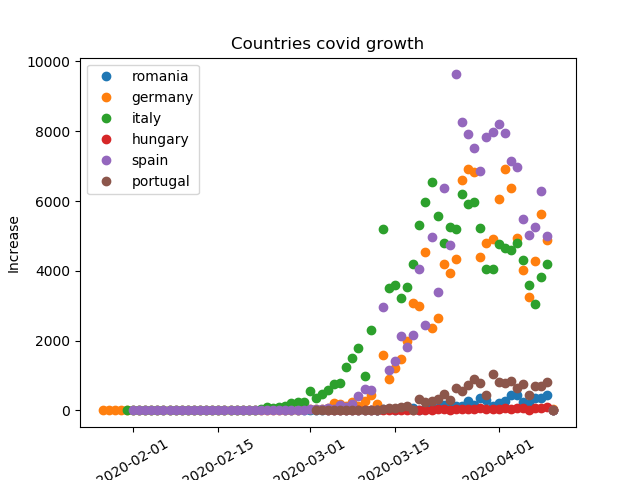 Countries covid growth
10000
8000
6000
4000
2000
0
Increase
romania
germany
italy
hungary
spain
portugal
2020-02-01
2020-02-15
2020-03-01
2020-03-15
2020-04-01